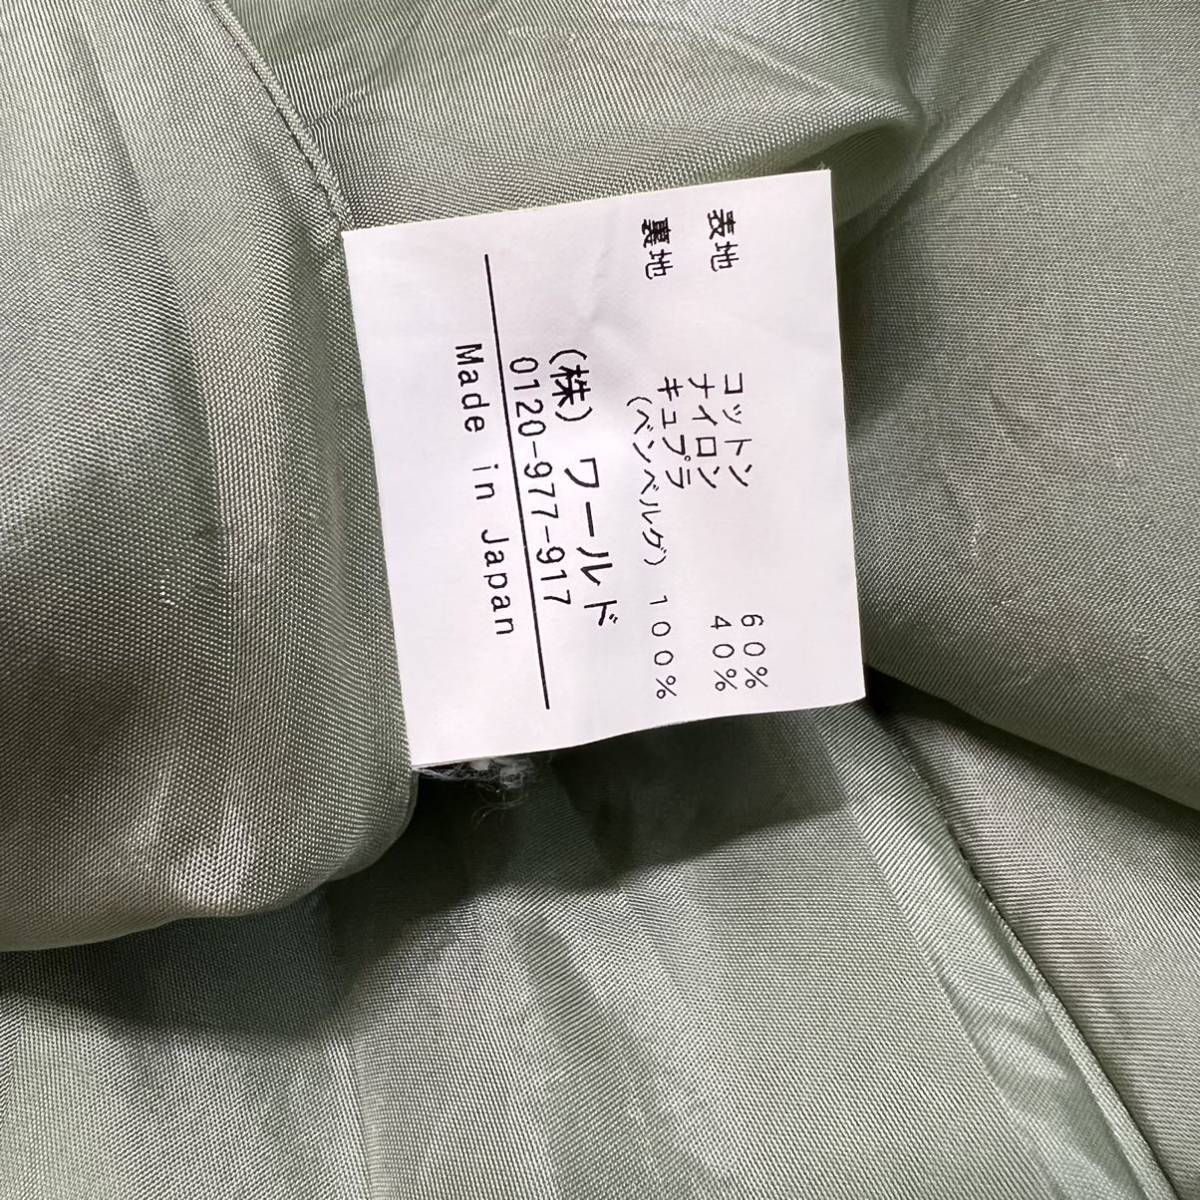 表地 コットン 60%
ナイロン 40%
裏地 キュプラ
(ベンベルグ) 100%
(株) ワールド
0120-977-917
Made in Japan